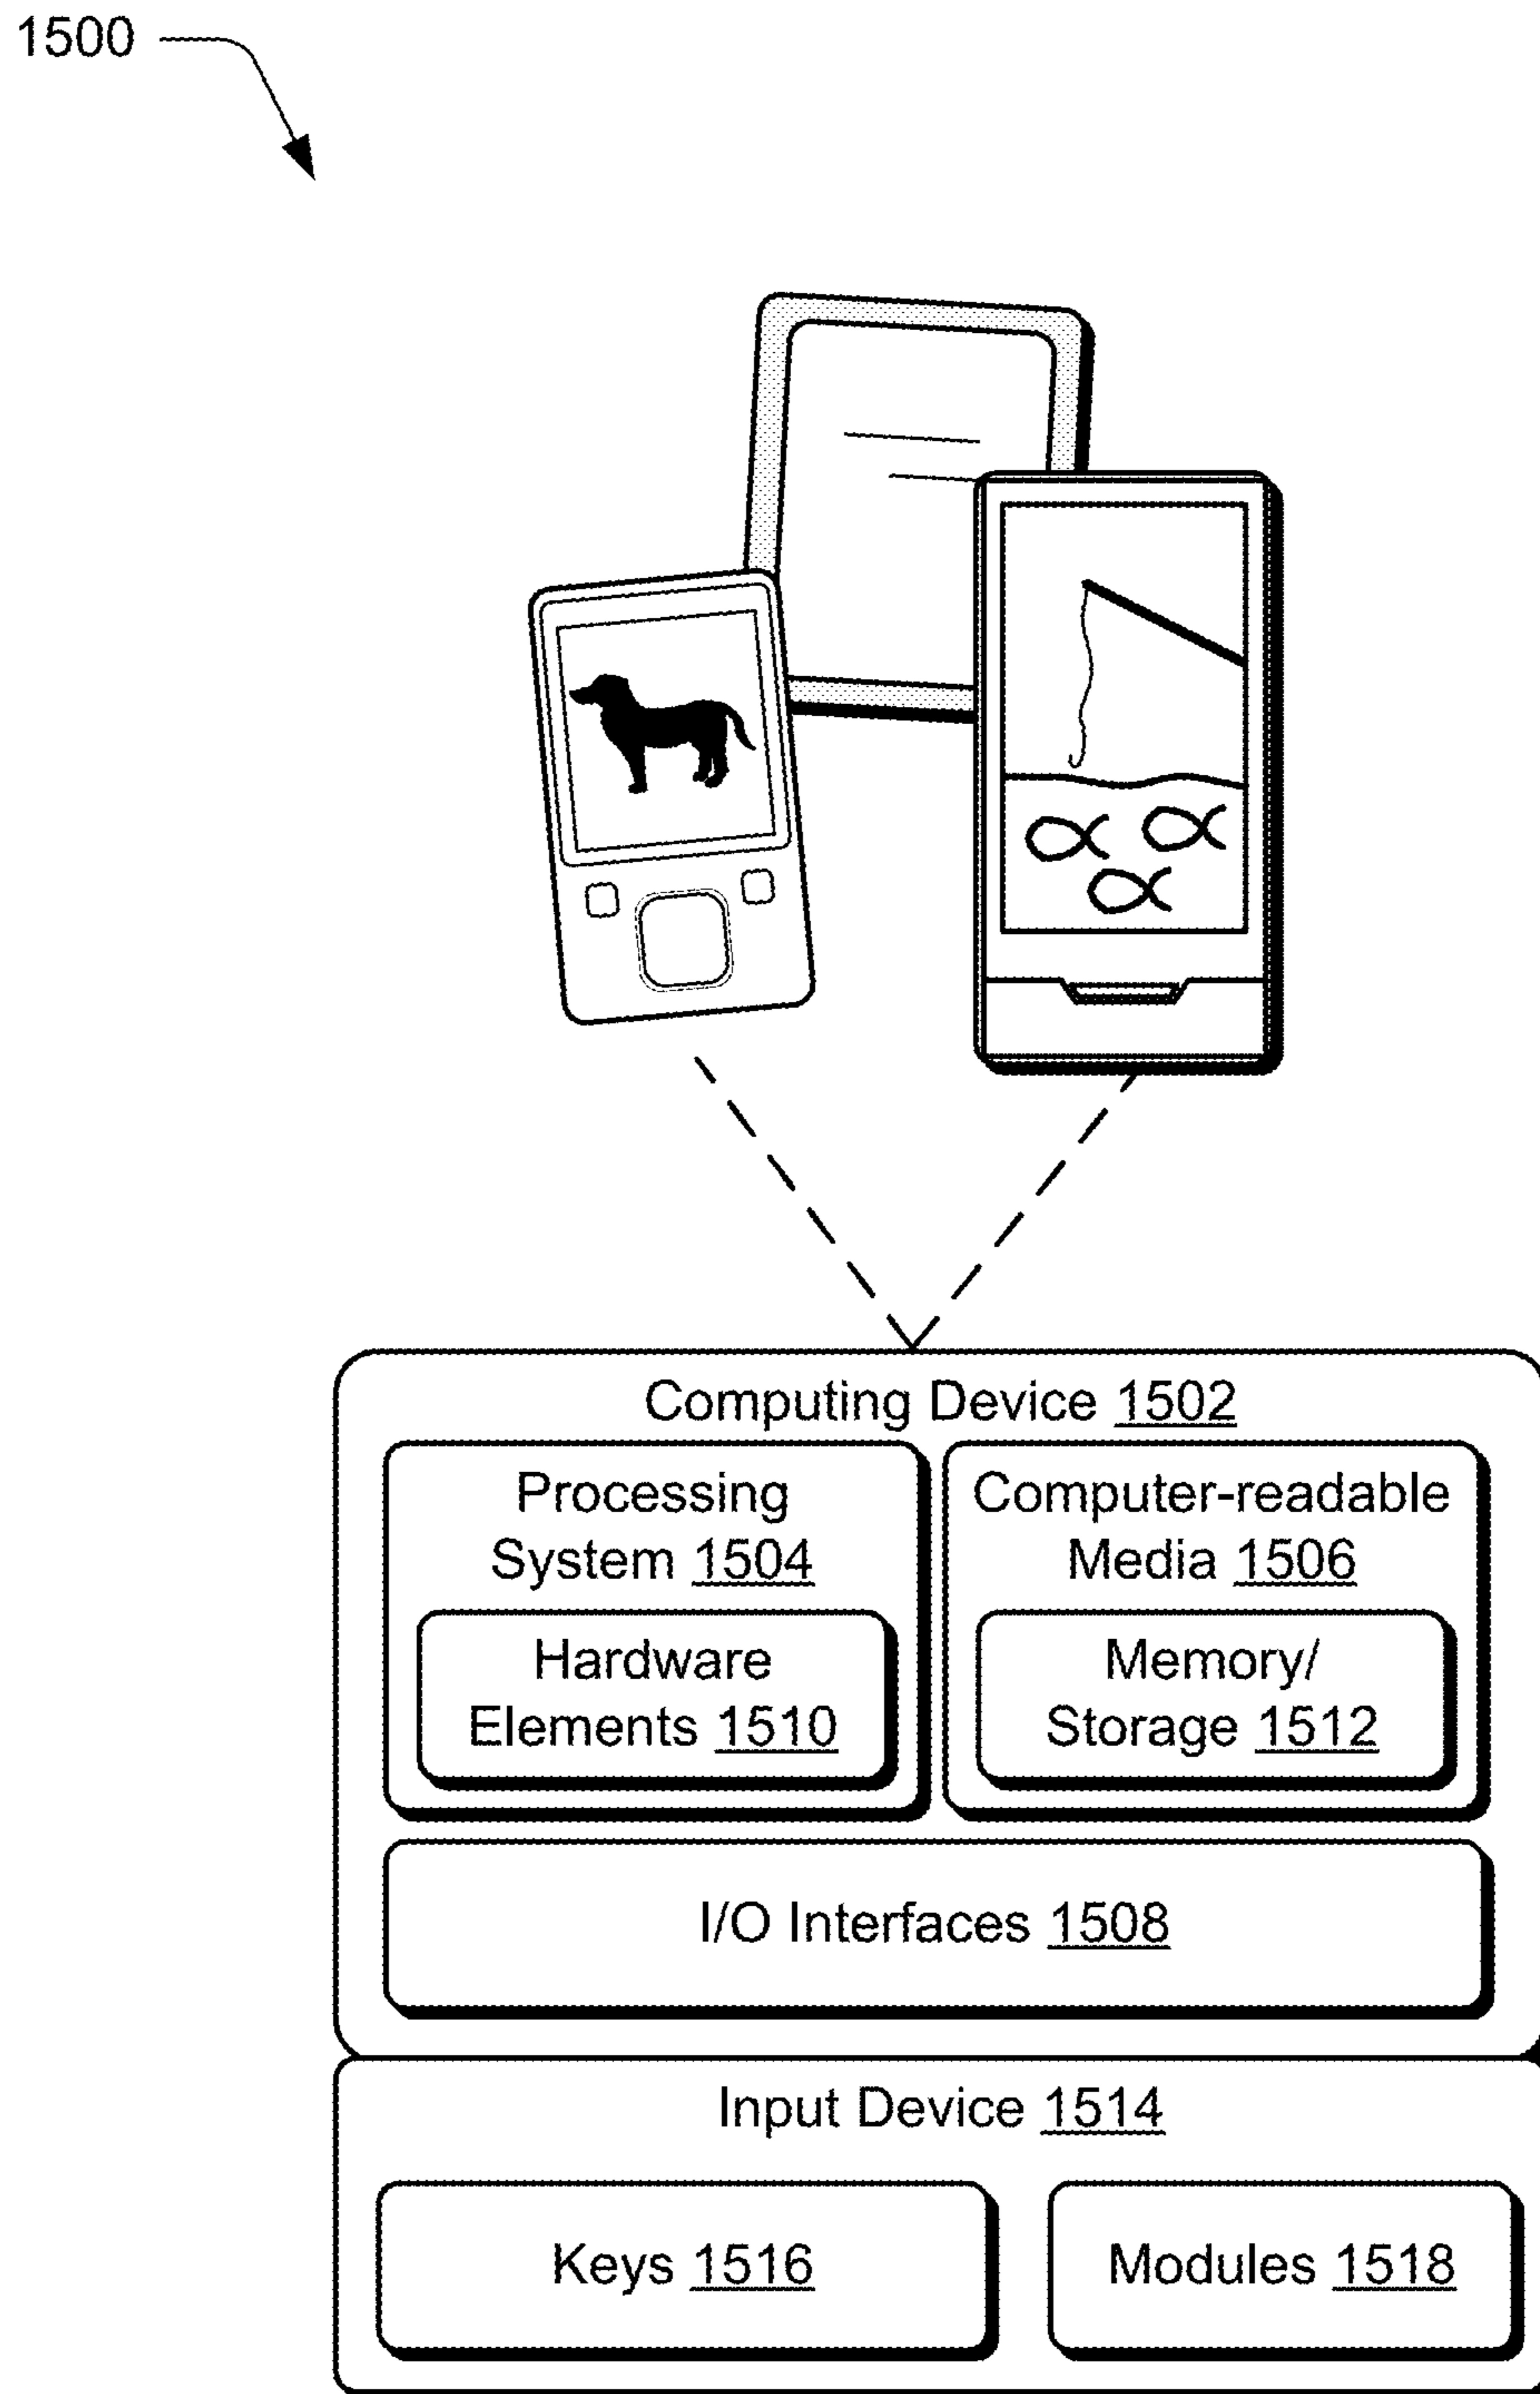 1500
Computing Device 1502
Processing
System 1504
Hardware
Elements 1510
Computer-readable
Media 1506
Memory/
Storage 1512
I/O Interfaces 1508
Input Device 1514
Keys 1516
Modules 1518